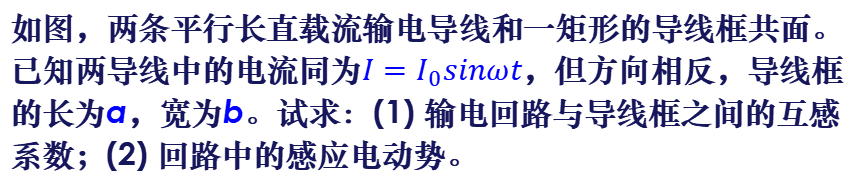 如图，两条平行长直载流输电导线和一矩形的导线框共面。
已知两导线中的电流同为I = I₀sinωt，但方向相反，导线框
的长为a，宽为b。试求：(1) 输电回路与导线框之间的互感
系数；(2) 回路中的感应电动势。